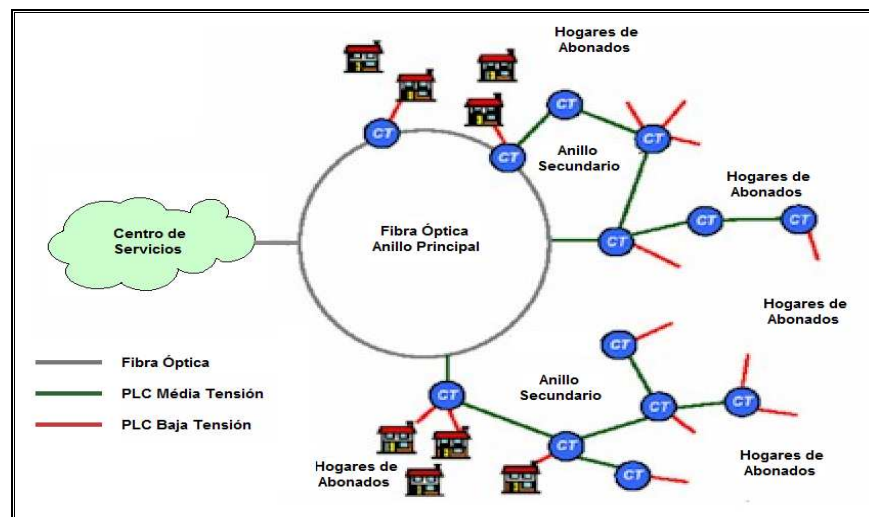 Hogares de
Abonados
CT
CT
CT
CT
Anillo
Secundario
Hogares de
Abonados
CT
CT
CT
Centro de
Servicios
Fibra Óptica
Anillo Principal
Hogares de
Abonados
Fibra Óptica
PLC Média Tensión
PLC Baja Tensión
CT
Anillo
Secundario
CT
CT
CT
CT
CT
Hogares de
Abonados
Hogares de
Abonados